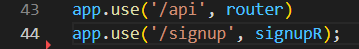 43 app.use('/api', router)
44 app.use('/signup', signupR);